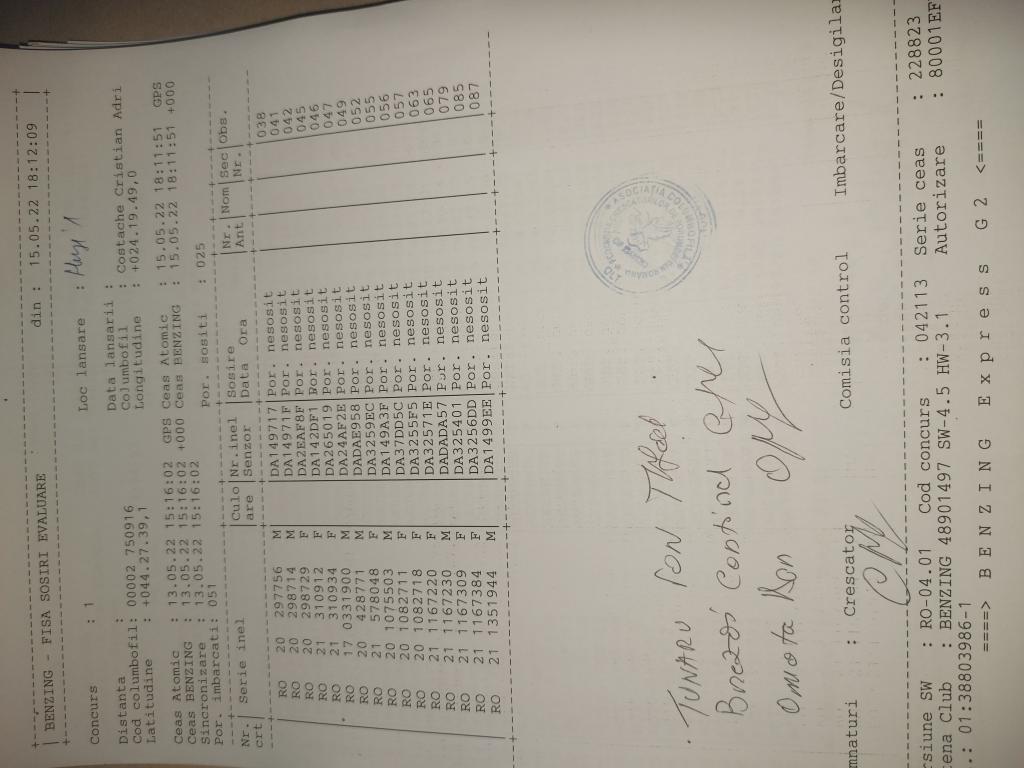 | BENZING - FISA SOSIRI EVALUARE din : 15.05.22 18:12:09 |
Concurs : 1 Loc lansare :
Distanta : Data lansarii :
Cod columbofil: 00002 750916 Columbofil : Costache Cristian Adri
Latitudine : +044.27.39,1 Longitudine : +024.19.49,0
Ceas Atomic : 13.05.22 15:16:02 GPS Ceas Atomic : 15.05.22 18:11:51 GPS
Ceas BENZING : 13.05.22 15:16:02 +000 Ceas BENZING : 15.05.22 18:11:51 +000
Sincronizare : 13.05.22 15:16:02
Por. imbarcati: 051 Por. sositi : 025
Nr.| Serie inel |Culo |Nr.inel |Sosire |Nr. |Nom |Sec |Obs.
crt| |are |Senzor |Data Ora |Ant | |Nr. |
RO 20 297756 M DA149717 Por. nesosit 038
RO 20 298714 M DA14971F Por. nesosit 041
RO 20 298729 F DA2EAF8F Por. nesosit 042
RO 21 310912 F DA142DF1 Por. nesosit 045
RO 21 310934 F DA265019 Por. nesosit 046
RO 17 0331900 M DA24AF2E Por. nesosit 047
RO 20 428771 M DADAE958 Por. nesosit 049
RO 21 578048 F DA3259EC Por. nesosit 052
RO 20 1075503 M DA149A3F Por. nesosit 055
RO 20 1082711 F DA37DD5C Por. nesosit 056
RO 20 1082718 F DA3255F5 Por. nesosit 057
RO 21 1167220 F DA32571E Por. nesosit 063
RO 21 1167230 M DADADA57 Por. nesosit 065
RO 21 1167309 F DA325401 Por. nesosit 079
RO 21 1167384 F DA3256DD Por. nesosit 085
RO 21 1351944 M DA1499EE Por. nesosit 087
TUNARU ION
Omota Dan
mnaturi : Crescator Comisia control Imbarcare/Desigilar
rsiune SW : RO-04.01 Cod concurs : 042113 Serie ceas : 228823
tena Club : BENZING 48901497 SW-4.5 HW-3.1 Autorizare : 80001EF
.: 01:38803986-1
====> B E N Z I N G E x p r e s s G 2 <====